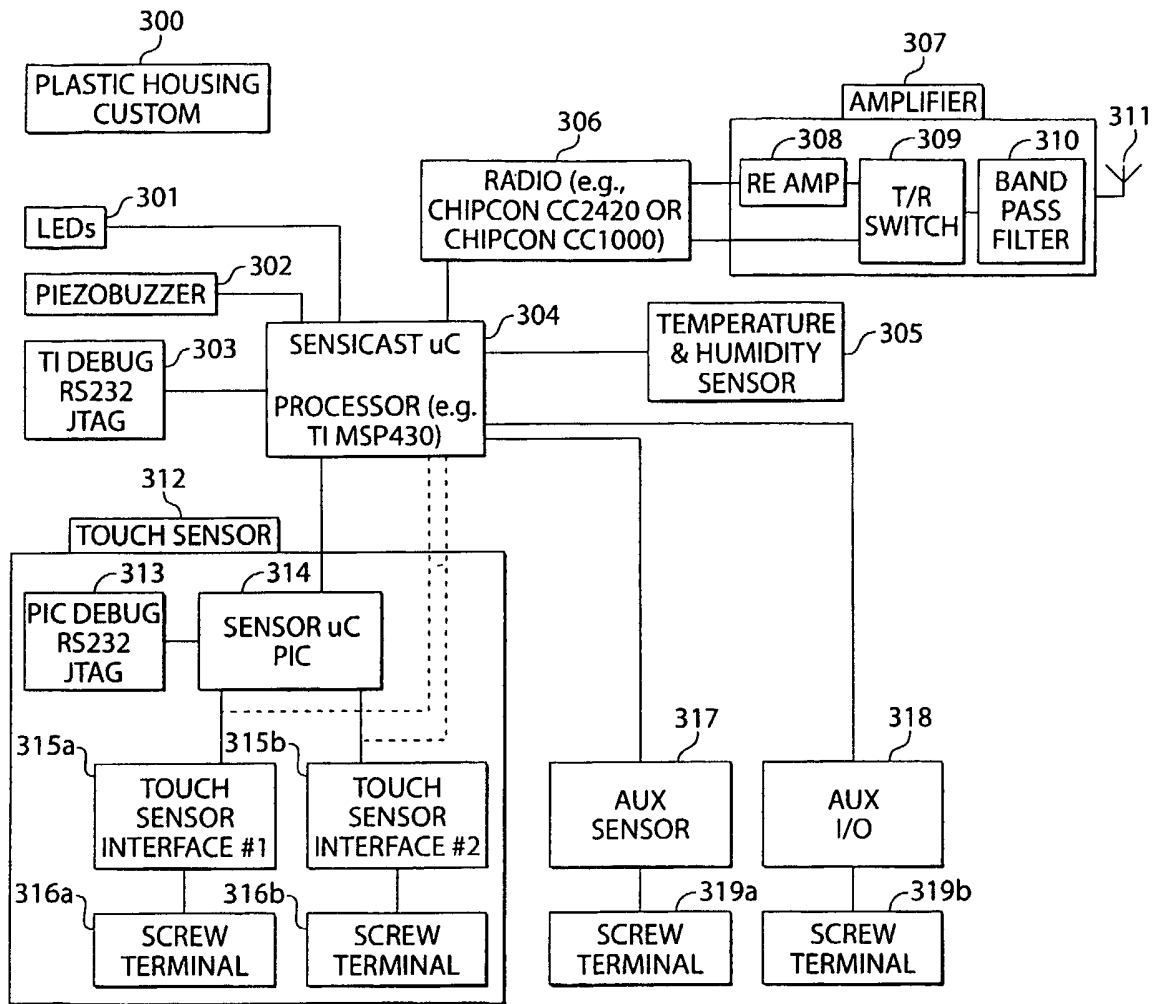 300
PLASTIC HOUSING
CUSTOM
307
AMPLIFIER
311
306
308
309
310
RADIO (e.g.,
CHIPCON CC2420 OR
CHIPCON CC1000)
RE AMP
T/R
SWITCH
BAND
PASS
FILTER
301
LEDs
302
PIEZOBUZZER
303
TI DEBUG
RS232
JTAG
304
SENSICAST uC
PROCESSOR (e.g.
TI MSP430)
TEMPERATURE
& HUMIDITY
SENSOR
305
312
TOUCH SENSOR
313
PIC DEBUG
RS232
JTAG
314
SENSOR uC
PIC
315a
TOUCH
SENSOR
INTERFACE #1
315b
TOUCH
SENSOR
INTERFACE #2
317
AUX
SENSOR
318
AUX
I/O
316a
SCREW
TERMINAL
316b
SCREW
TERMINAL
319a
SCREW
TERMINAL
319b
SCREW
TERMINAL